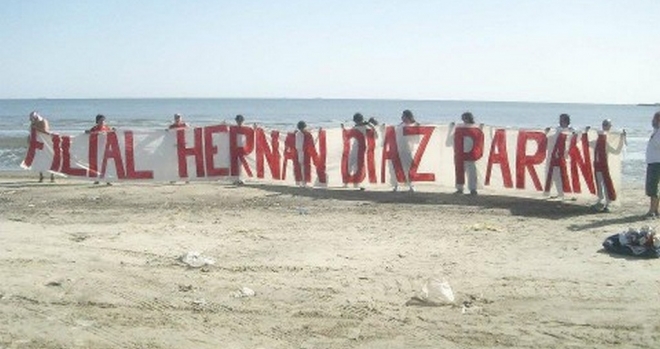 FILIAL HERNAN DIAZ PARANA